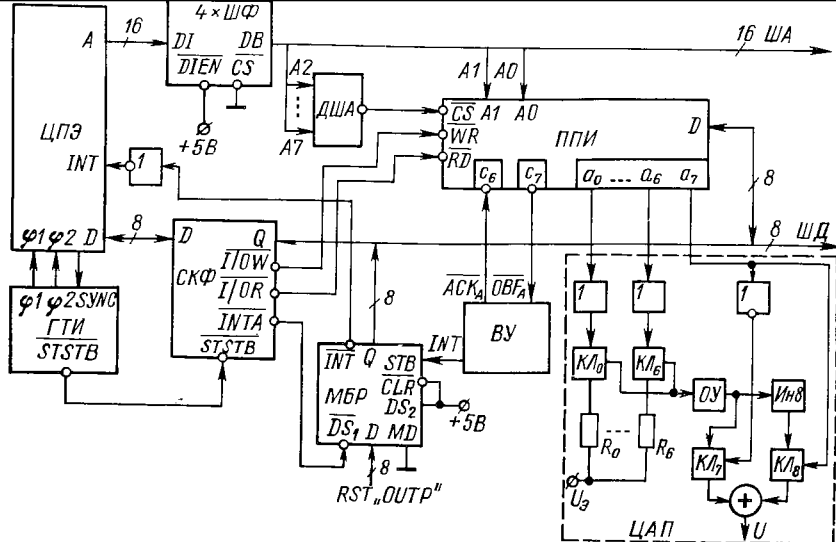 4×ШФ
A
16
DI
DB
DIEN
CS
16 ША
A2
A7
ДША
A1
A0
+5В
ЦПЭ
INT
1
CS A1 A0
WR
RD
ППИ
D
c6
c7
a0 ... a6 a7
8
φ1 φ2 D
8
D
Q
СКФ
I/OW
I/OR
INTA
STSTB
8 ШД
φ1 φ2 SYNC
ГТИ
STSTB
8
ACKA
OBFA
ВУ
INT
1
1
1
INT
Q
STB
CLR
DS2
МБР
DS1
D
MD
+5В
8
RST „OUTP"
КЛ0
КЛ6
ОУ
Ин8
R0
R6
КЛ7
КЛ8
Uэ
+
ЦАП
U